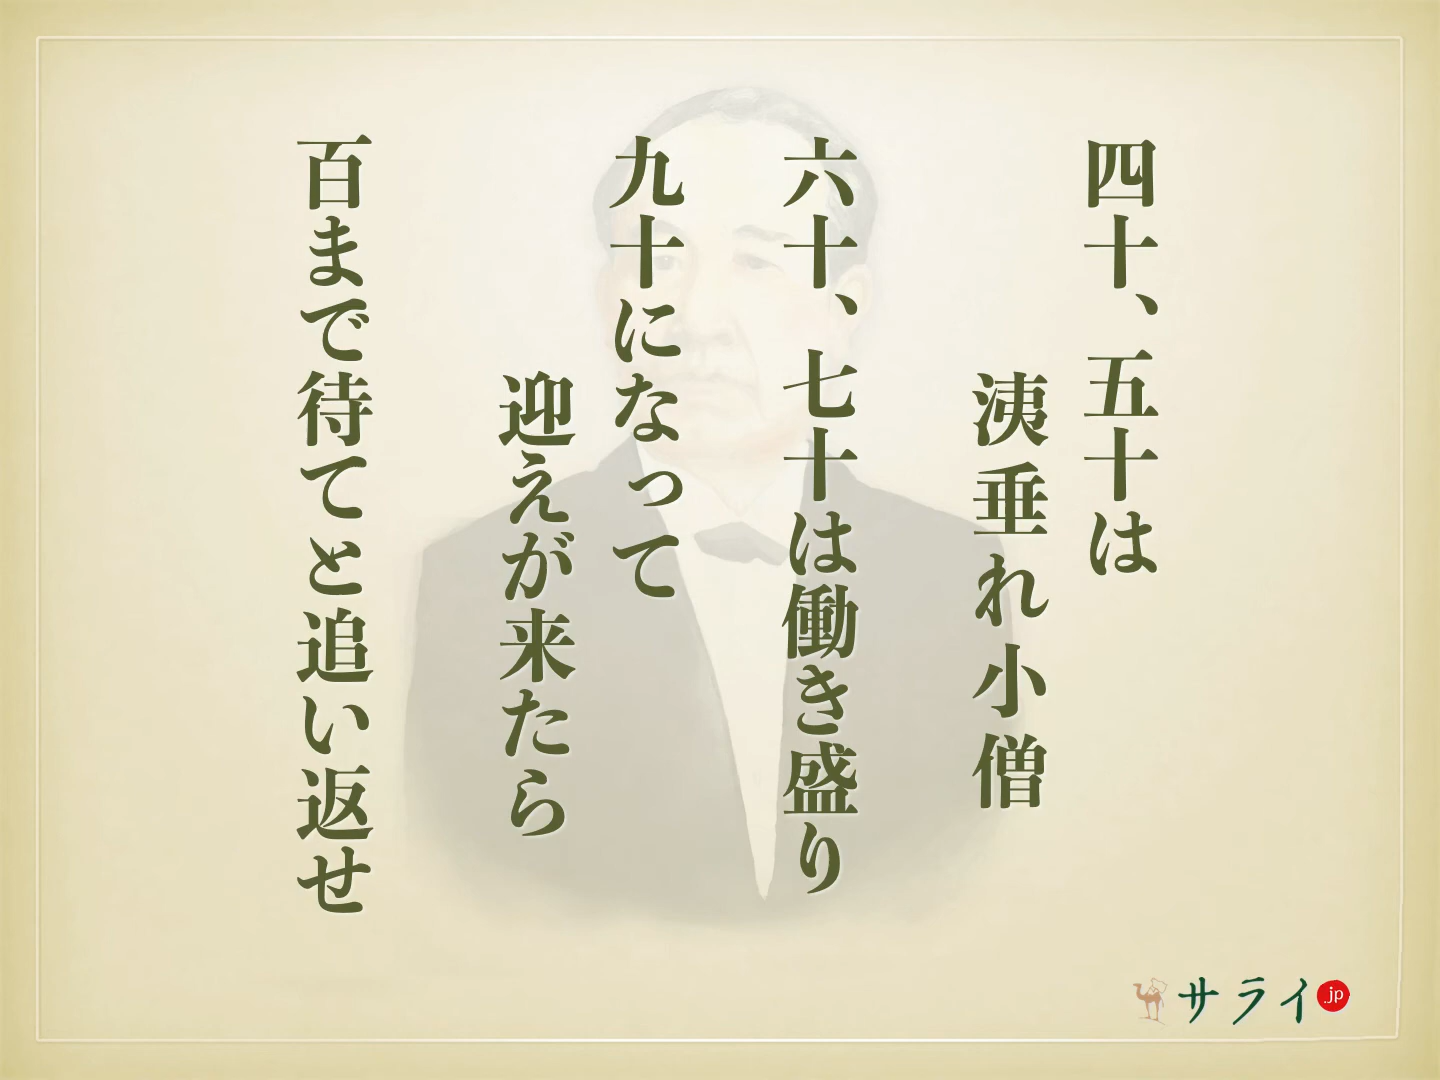 四十、五十は
洟垂れ小僧
六十、七十は働き盛り
九十になって
迎えが来たら
百まで待てと追い返せ
サライ.jp